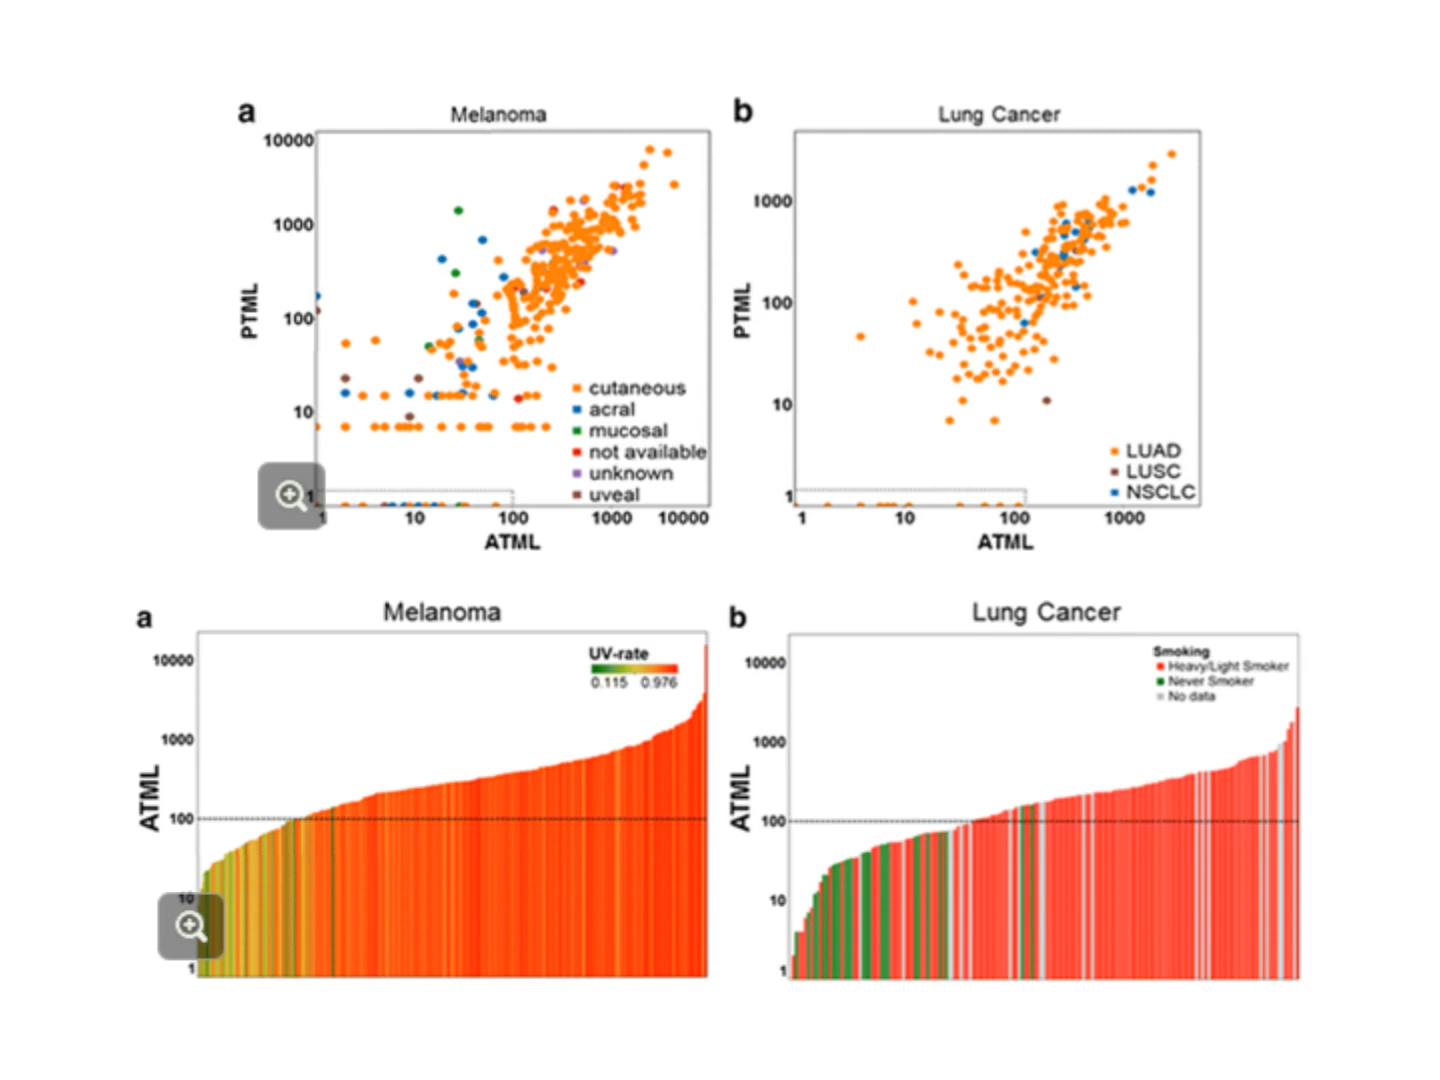 a
Melanoma
10000
1000
100
10
1
PTML
cutaneous
acral
mucosal
not available
unknown
uveal
1 10 100 1000 10000
ATML
b
Lung Cancer
1000
100
10
1
PTML
LUAD
LUSC
NSCLC
1 10 100 1000
ATML
a
Melanoma
10000
1000
100
10
1
ATML
UV-rate
0.115 0.976
b
Lung Cancer
10000
1000
100
10
1
ATML
Smoking
Heavy/Light Smoker
Never Smoker
No data